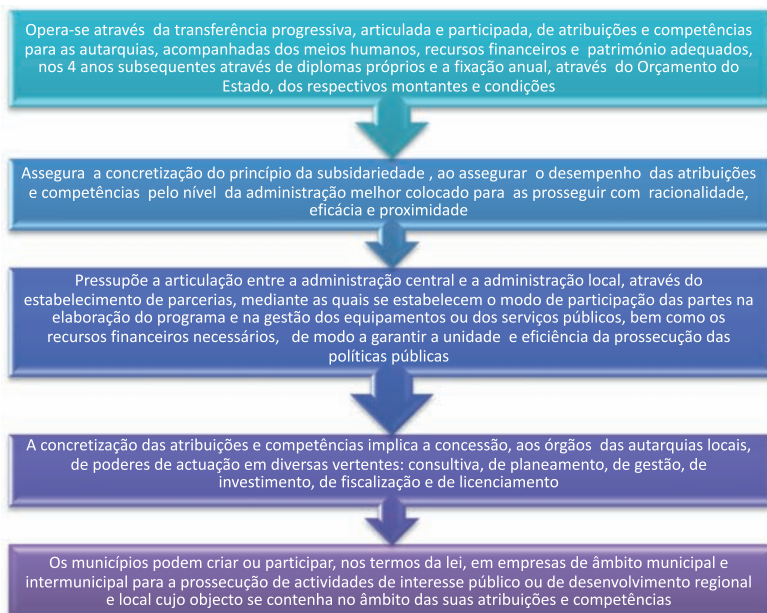 Opera-se através da transferência progressiva, articulada e participada, de atribuições e competências
para as autarquias, acompanhadas dos meios humanos, recursos financeiros e património adequados,
nos 4 anos subsequentes através de diplomas próprios e a fixação anual, através do Orçamento do
Estado, dos respectivos montantes e condições
Assegura a concretização do princípio da subsidariedade , ao assegurar o desempenho das atribuições
e competências pelo nível da administração melhor colocado para as prosseguir com racionalidade,
eficácia e proximidade
Pressupõe a articulação entre a administração central e a administração local, através do
estabelecimento de parcerias, mediante as quais se estabelecem o modo de participação das partes na
elaboração do programa e na gestão dos equipamentos ou dos serviços públicos, bem como os
recursos financeiros necessários, de modo a garantir a unidade e eficiência da prossecução das
políticas públicas
A concretização das atribuições e competências implica a concessão, aos órgãos das autarquias locais,
de poderes de actuação em diversas vertentes: consultiva, de planeamento, de gestão, de
investimento, de fiscalização e de licenciamento
Os municípios podem criar ou participar, nos termos da lei, em empresas de âmbito municipal e
intermunicipal para a prossecução de actividades de interesse público ou de desenvolvimento regional
e local cujo objecto se contenha no âmbito das suas atribuições e competências